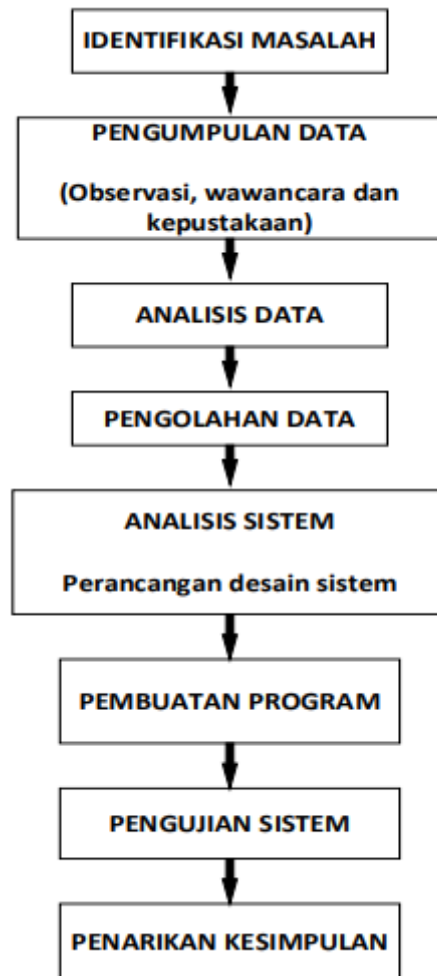 IDENTIFIKASI MASALAH
PENGUMPULAN DATA
(Observasi, wawancara dan
kepustakaan)
ANALISIS DATA
PENGOLAHAN DATA
ANALISIS SISTEM
Perancangan desain sistem
PEMBUATAN PROGRAM
PENGUJIAN SISTEM
PENARIKAN KESIMPULAN